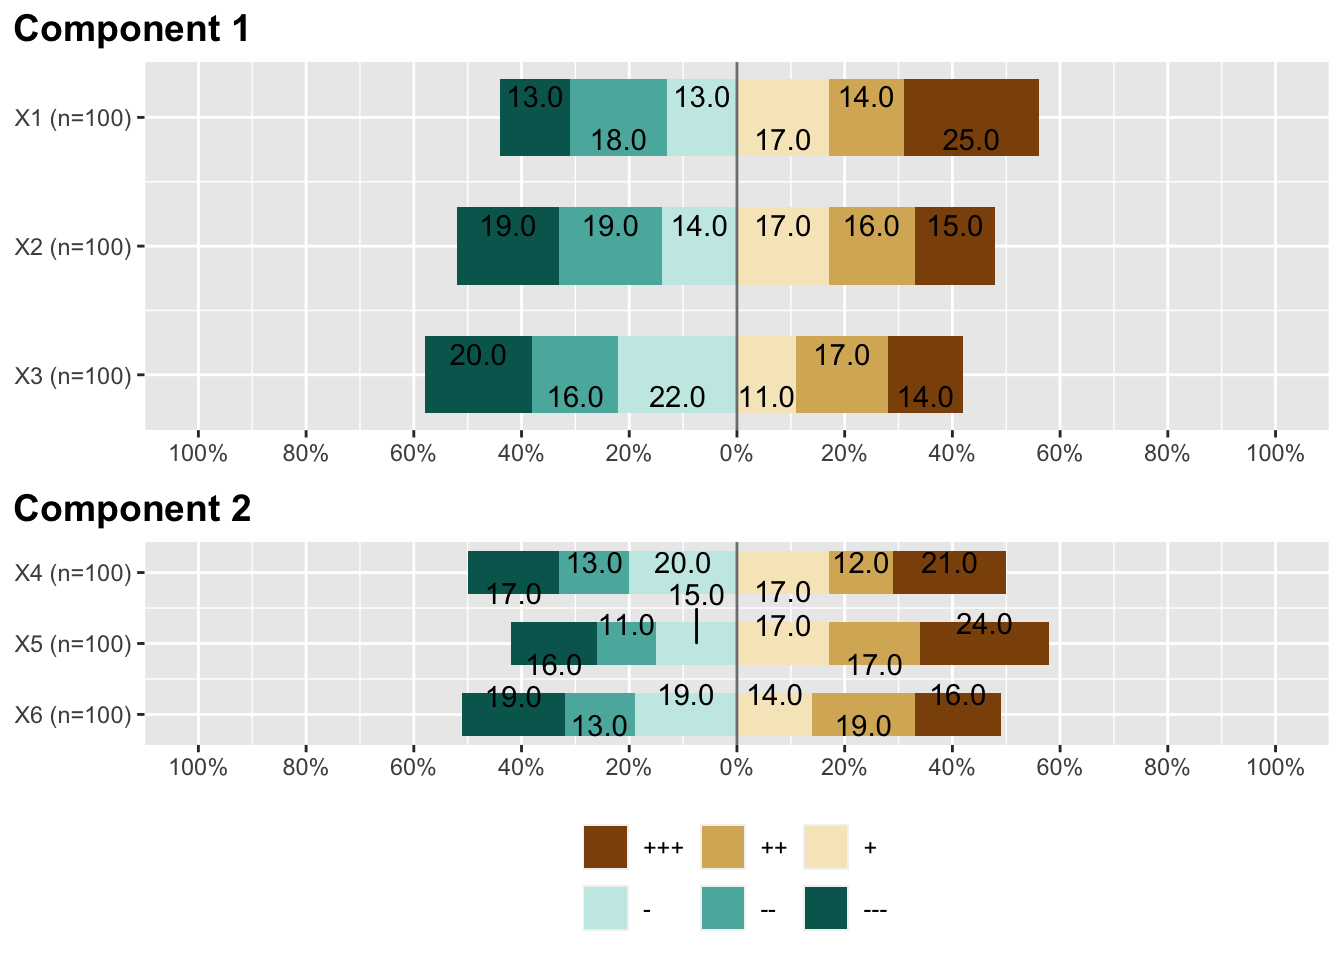 Component 1
X1 (n=100)
13.0 18.0 13.0 17.0 14.0 25.0
X2 (n=100)
19.0 19.0 14.0 17.0 16.0 15.0
X3 (n=100)
20.0 16.0 22.0 11.0 17.0 14.0
100% 80% 60% 40% 20% 0% 20% 40% 60% 80% 100%
Component 2
X4 (n=100)
17.0 13.0 20.0 17.0 12.0 21.0
X5 (n=100)
16.0 11.0 15.0 17.0 17.0 24.0
X6 (n=100)
19.0 13.0 19.0 14.0 19.0 16.0
100% 80% 60% 40% 20% 0% 20% 40% 60% 80% 100%
+++ ++ +
- -- ---